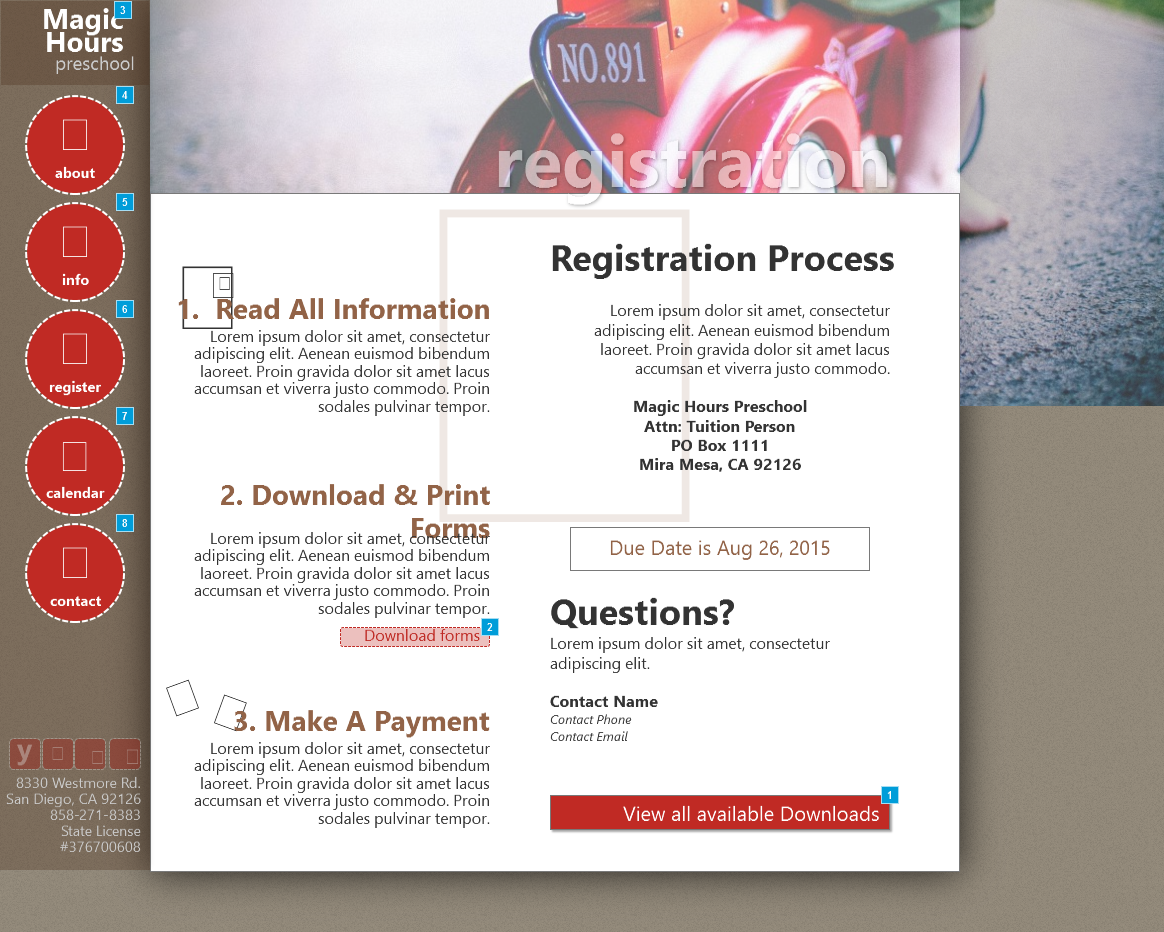 Magic
Hours
preschool
3
4
about
5
info
6
register
7
calendar
8
contact
y
8330 Westmore Rd.
San Diego, CA 92126
858-271-8383
State License
#376700608
NO.891
registration
1. Read All Information
Lorem ipsum dolor sit amet, consectetur
adipiscing elit. Aenean euismod bibendum
laoreet. Proin gravida dolor sit amet lacus
accumsan et viverra justo commodo. Proin
sodales pulvinar tempor.
2. Download & Print
Forms
Lorem ipsum dolor sit amet, consectetur
adipiscing elit. Aenean euismod bibendum
laoreet. Proin gravida dolor sit amet lacus
accumsan et viverra justo commodo. Proin
sodales pulvinar tempor.
Download forms
2
3. Make A Payment
Lorem ipsum dolor sit amet, consectetur
adipiscing elit. Aenean euismod bibendum
laoreet. Proin gravida dolor sit amet lacus
accumsan et viverra justo commodo. Proin
sodales pulvinar tempor.
Registration Process
Lorem ipsum dolor sit amet, consectetur
adipiscing elit. Aenean euismod bibendum
laoreet. Proin gravida dolor sit amet lacus
accumsan et viverra justo commodo.
Magic Hours Preschool
Attn: Tuition Person
PO Box 1111
Mira Mesa, CA 92126
Due Date is Aug 26, 2015
Questions?
Lorem ipsum dolor sit amet, consectetur
adipiscing elit.
Contact Name
Contact Phone
Contact Email
1
View all available Downloads